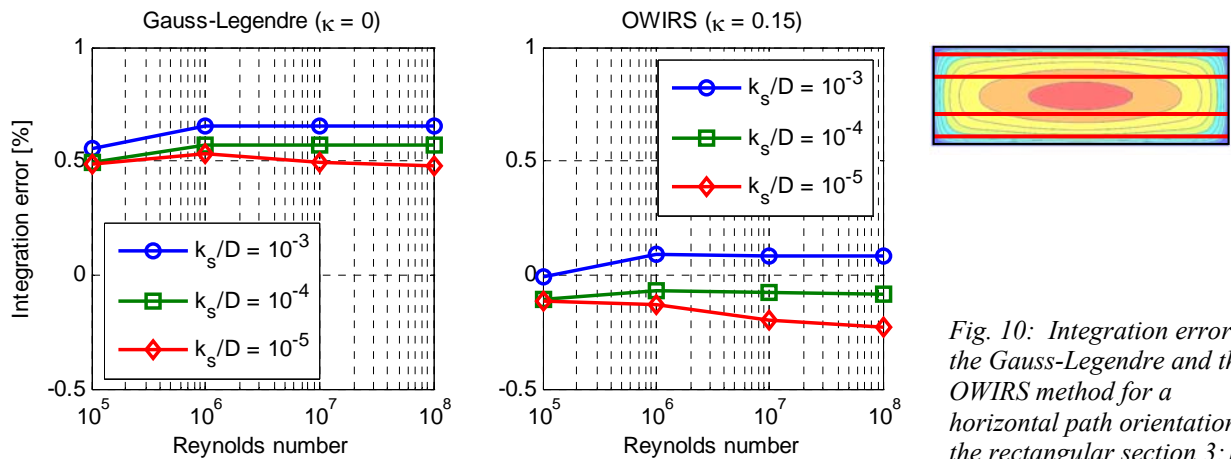 Gauss-Legendre (κ = 0)
1
0.5
0
-0.5
Integration error [%]
k_s/D = 10^-3
k_s/D = 10^-4
k_s/D = 10^-5
10^5 10^6 10^7 10^8
Reynolds number
OWIRS (κ = 0.15)
1
0.5
0
-0.5
k_s/D = 10^-3
k_s/D = 10^-4
k_s/D = 10^-5
10^5 10^6 10^7 10^8
Reynolds number
Fig. 10: Integration error
the Gauss-Legendre and th
OWIRS method for a
horizontal path orientation
the rectangular section 3: